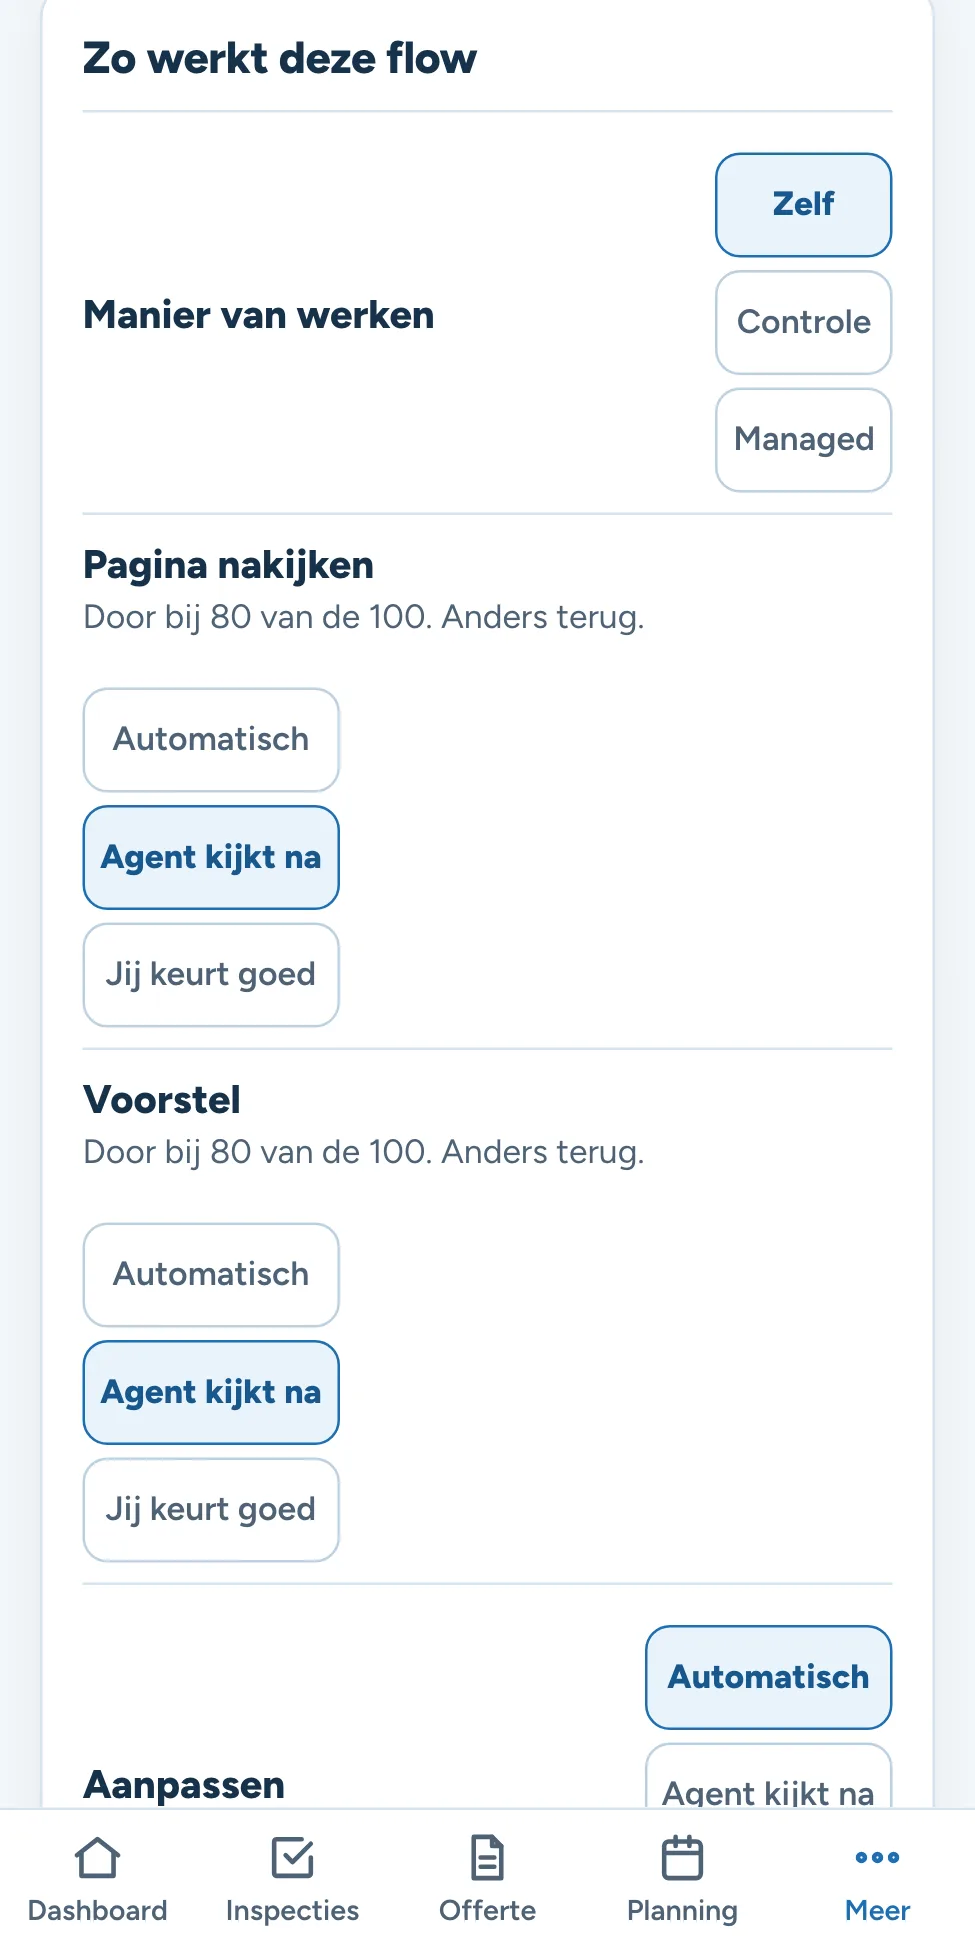 Zo werkt deze flow
Manier van werken
Zelf
Controle
Managed
Pagina nakijken
Door bij 80 van de 100. Anders terug.
Automatisch
Agent kijkt na
Jij keurt goed
Voorstel
Door bij 80 van de 100. Anders terug.
Automatisch
Agent kijkt na
Jij keurt goed
Aanpassen
Automatisch
Agent kijkt na
Dashboard
Inspecties
Offerte
Planning
Meer